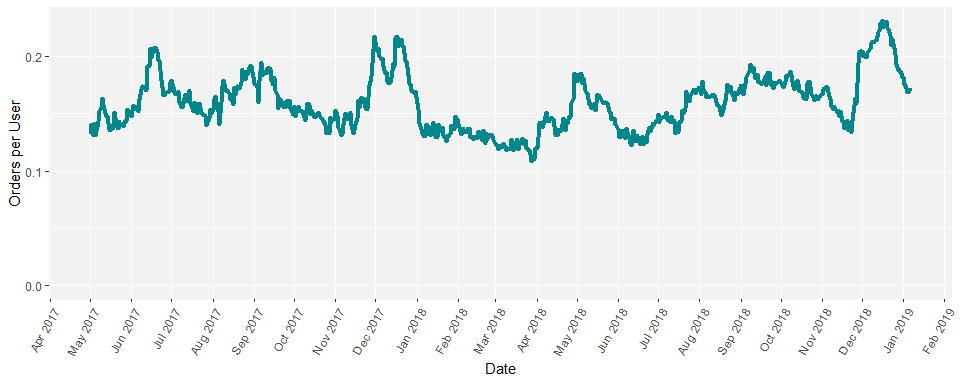 Orders per User
0.2
0.1
0.0
Apr 2017
May 2017
Jun 2017
Jul 2017
Aug 2017
Sep 2017
Oct 2017
Nov 2017
Dec 2017
Jan 2018
Feb 2018
Mar 2018
Apr 2018
May 2018
Jun 2018
Jul 2018
Aug 2018
Sep 2018
Oct 2018
Nov 2018
Dec 2018
Jan 2019
Feb 2019
Date